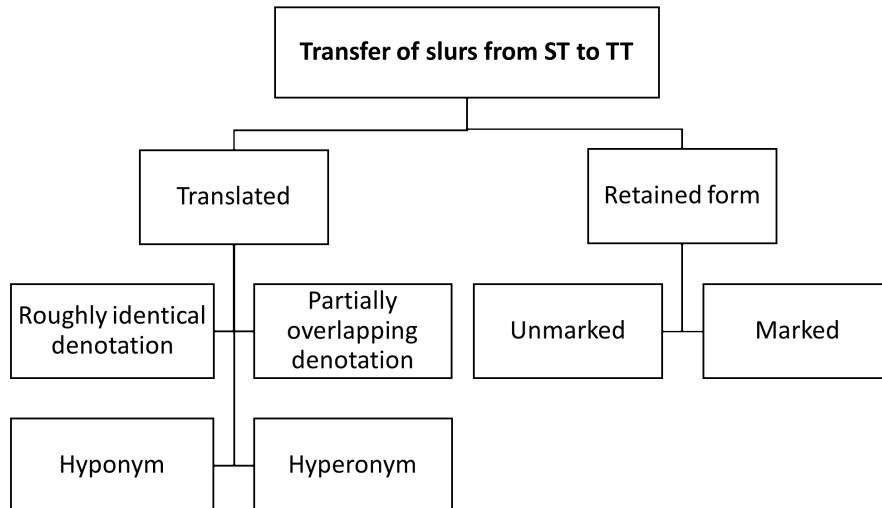 Transfer of slurs from ST to TT
Translated
Retained form
Roughly identical
denotation
Partially
overlapping
denotation
Unmarked
Marked
Hyponym
Hyperonym